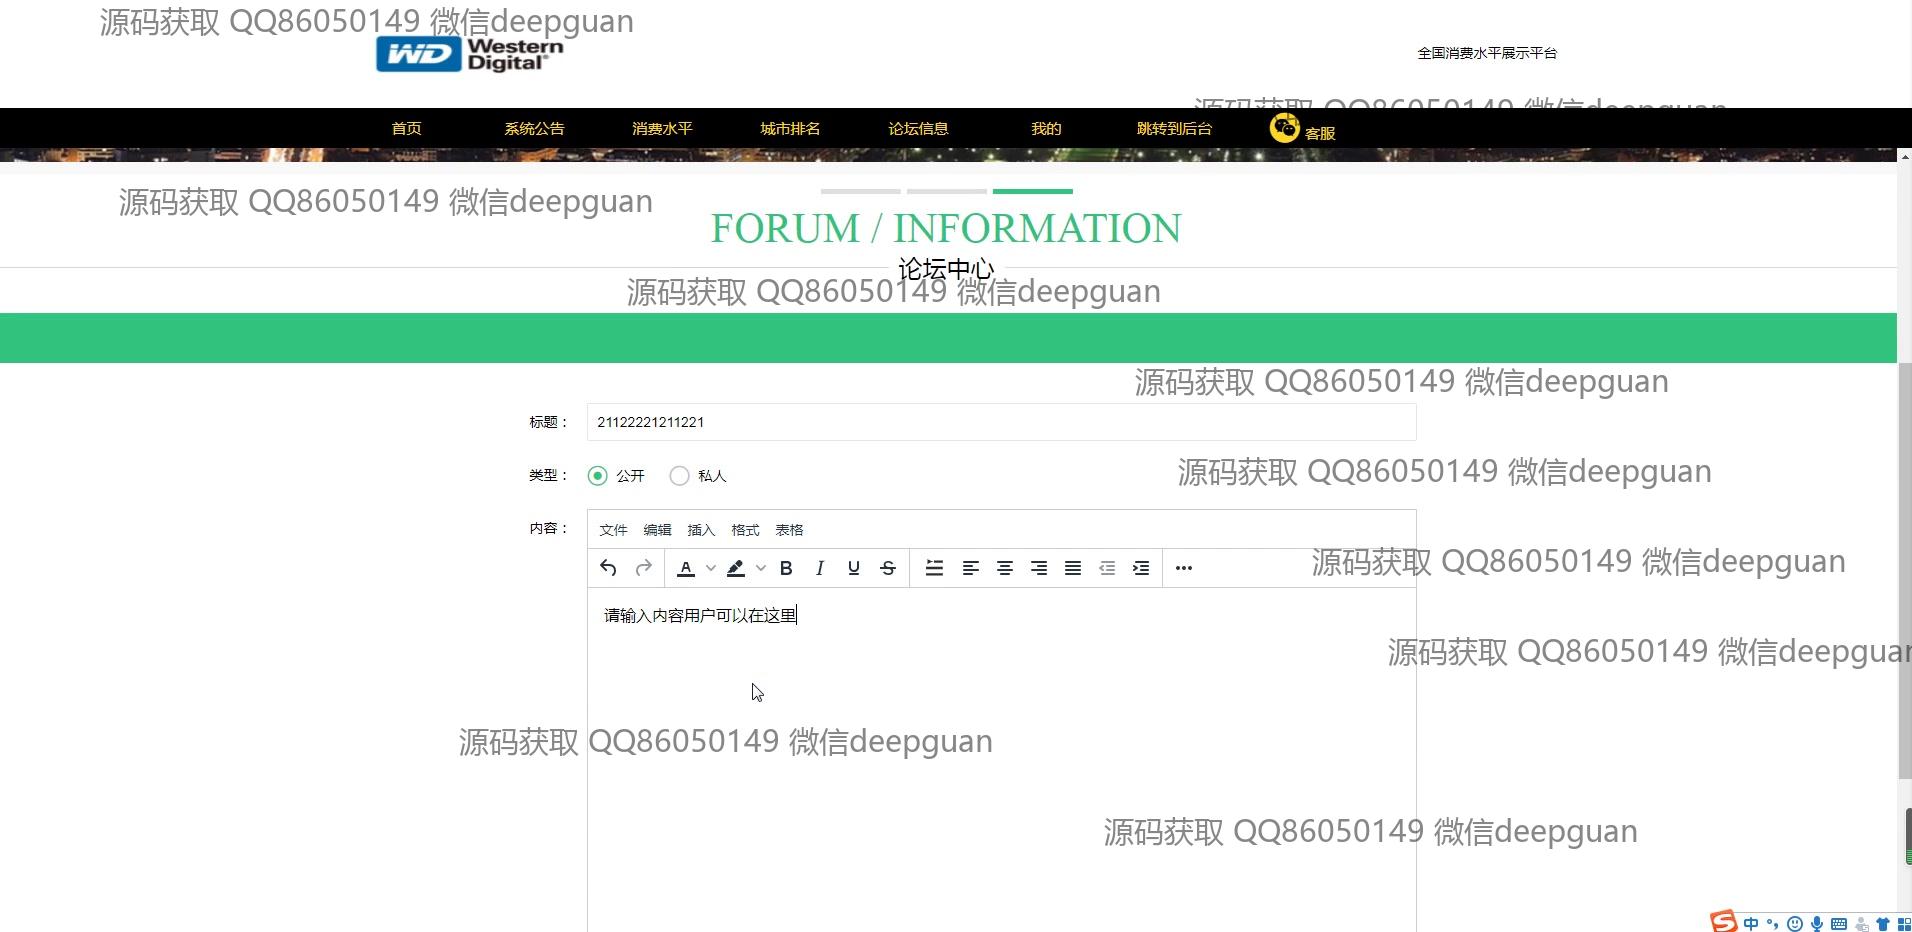 源码获取 QQ86050149 微信deepguan
WD Western Digital
全国消费水平展示平台
源码获取 QQ86050149 微信deepguan
首页 系统公告 消费水平 城市排名 论坛信息 我的 跳转到后台 客服
源码获取 QQ86050149 微信deepguan
FORUM / INFORMATION
论坛中心
源码获取 QQ86050149 微信deepguan
源码获取 QQ86050149 微信deepguan
标题： 21122221211221
源码获取 QQ86050149 微信deepguan
类型： 公开 私人
内容： 文件 编辑 插入 格式 表格
源码获取 QQ86050149 微信deepguan
A B I U S
请输入内容用户可以在这里
源码获取 QQ86050149 微信deepguan
源码获取 QQ86050149 微信deepguan
源码获取 QQ86050149 微信deepguan
S 中